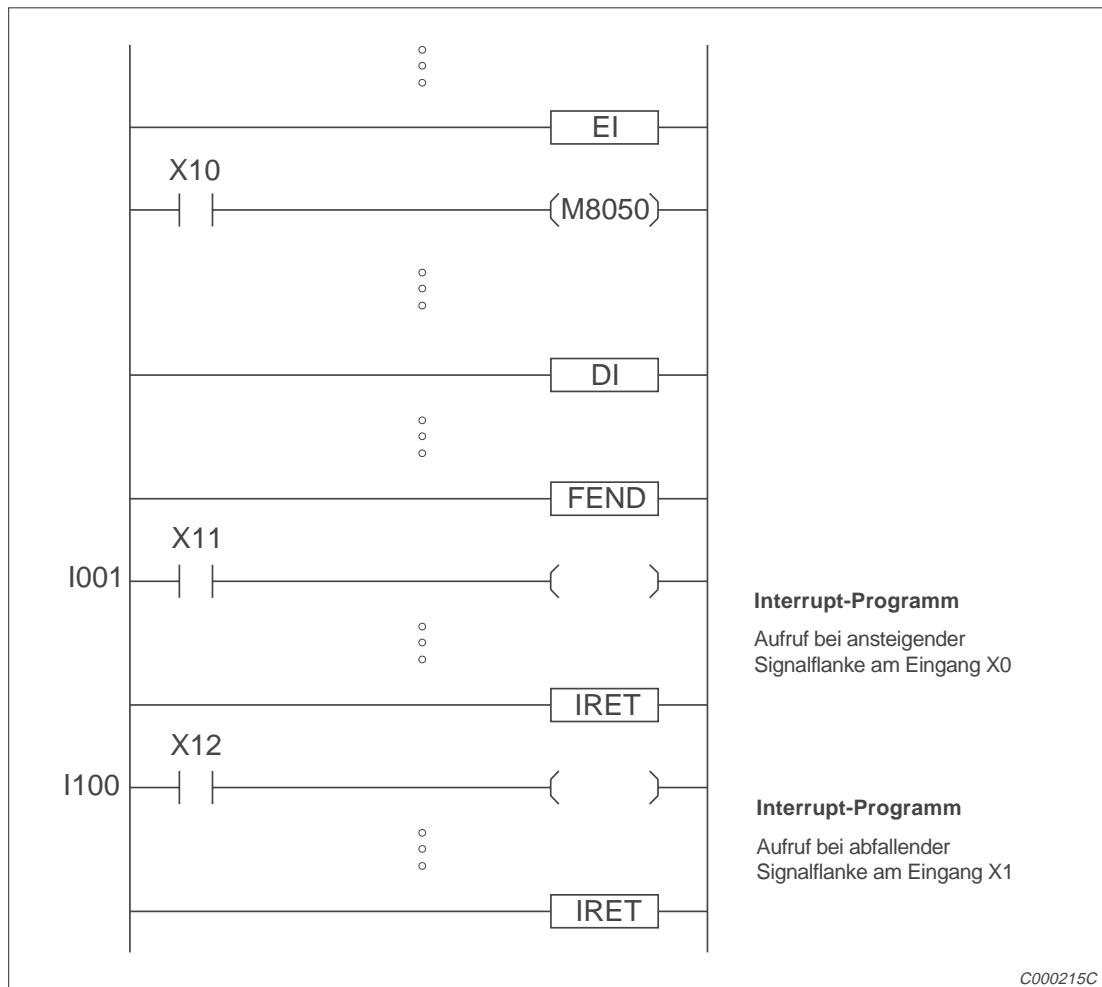 EI
X10
M8050
DI
FEND
X11
I001
Interrupt-Programm
Aufruf bei ansteigender
Signalflanke am Eingang X0
IRET
X12
I100
Interrupt-Programm
Aufruf bei abfallender
Signalflanke am Eingang X1
IRET
C000215C